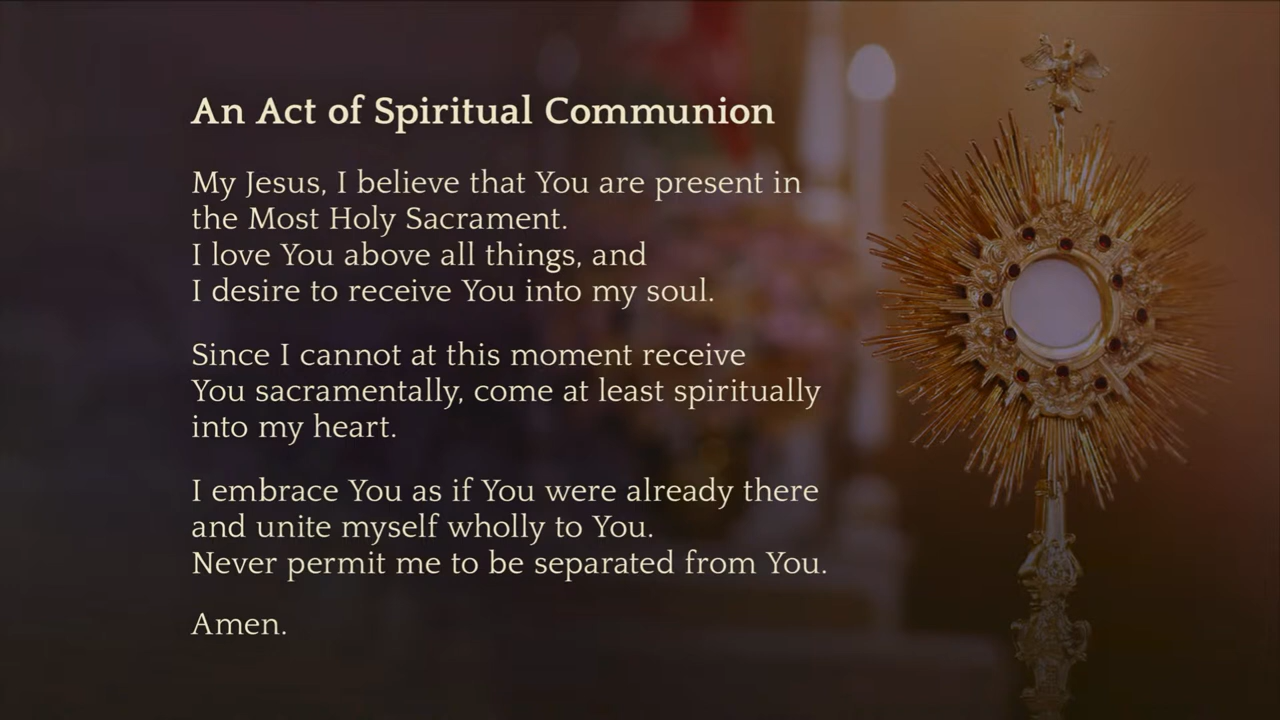 An Act of Spiritual Communion
My Jesus, I believe that You are present in
the Most Holy Sacrament.
I love You above all things, and
I desire to receive You into my soul.
Since I cannot at this moment receive
You sacramentally, come at least spiritually
into my heart.
I embrace You as if You were already there
and unite myself wholly to You.
Never permit me to be separated from You.
Amen.